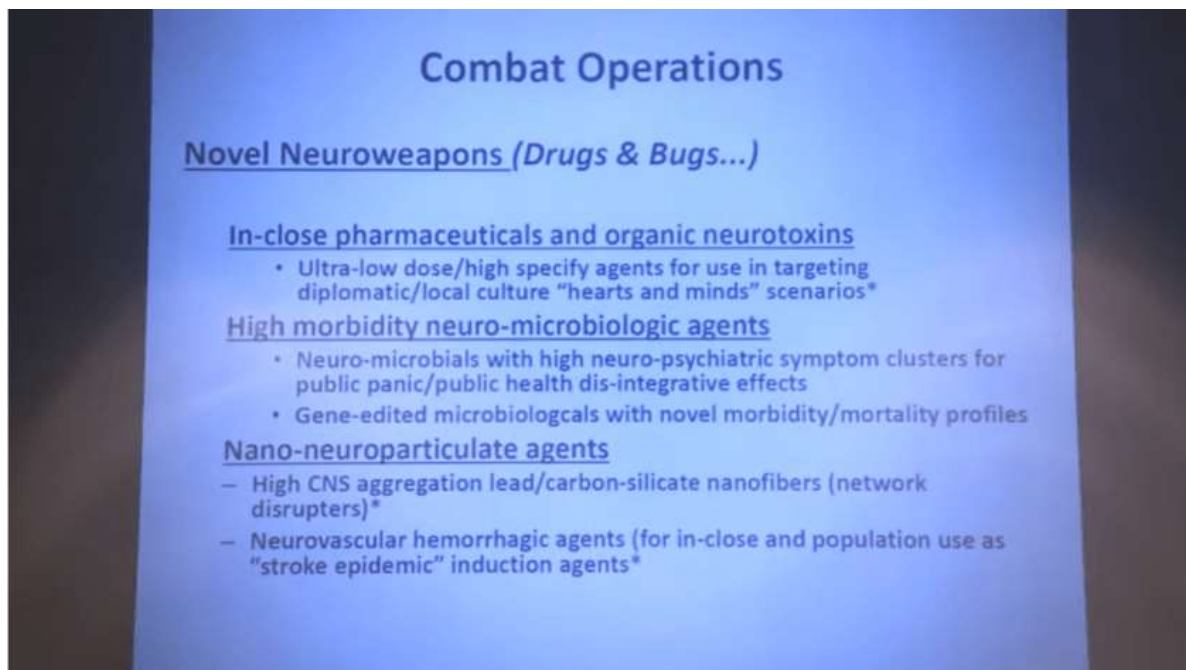 Combat Operations
Novel Neuroweapons (Drugs & Bugs...)
In-close pharmaceuticals and organic neurotoxins
• Ultra-low dose/high specify agents for use in targeting
diplomatic/local culture “hearts and minds” scenarios*
High morbidity neuro-microbiologic agents
• Neuro-microbials with high neuro-psychiatric symptom clusters for
public panic/public health dis-integrative effects
• Gene-edited microbiologcals with novel morbidity/mortality profiles
Nano-neuroparticulate agents
– High CNS aggregation lead/carbon-silicate nanofibers (network
disrupters)*
– Neurovascular hemorrhagic agents (for in-close and population use as
“stroke epidemic” induction agents*